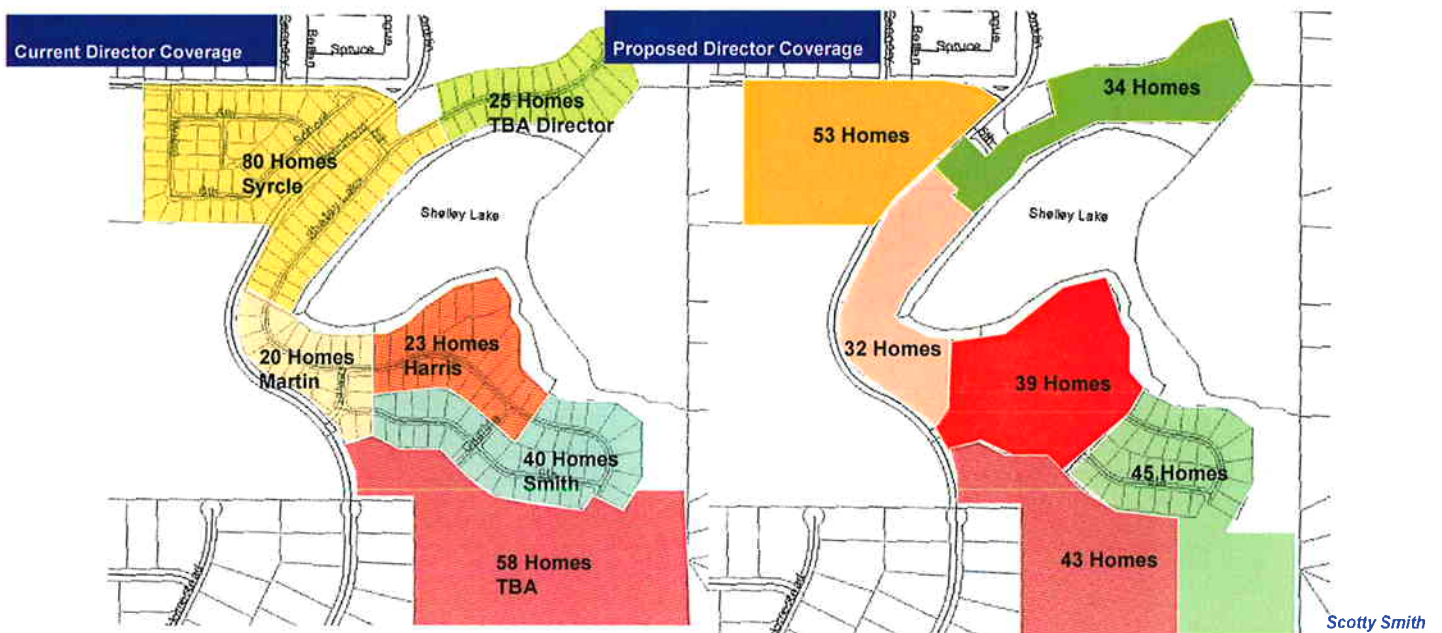 Current Director Coverage
Spruce
25 Homes
TBA Director
80 Homes
Syrcle
Shelley Lake
20 Homes
Martin
23 Homes
Harris
40 Homes
Smith
58 Homes
TBA
Proposed Director Coverage
Spruce
34 Homes
53 Homes
Shelley Lake
32 Homes
39 Homes
45 Homes
43 Homes
Scotty Smith